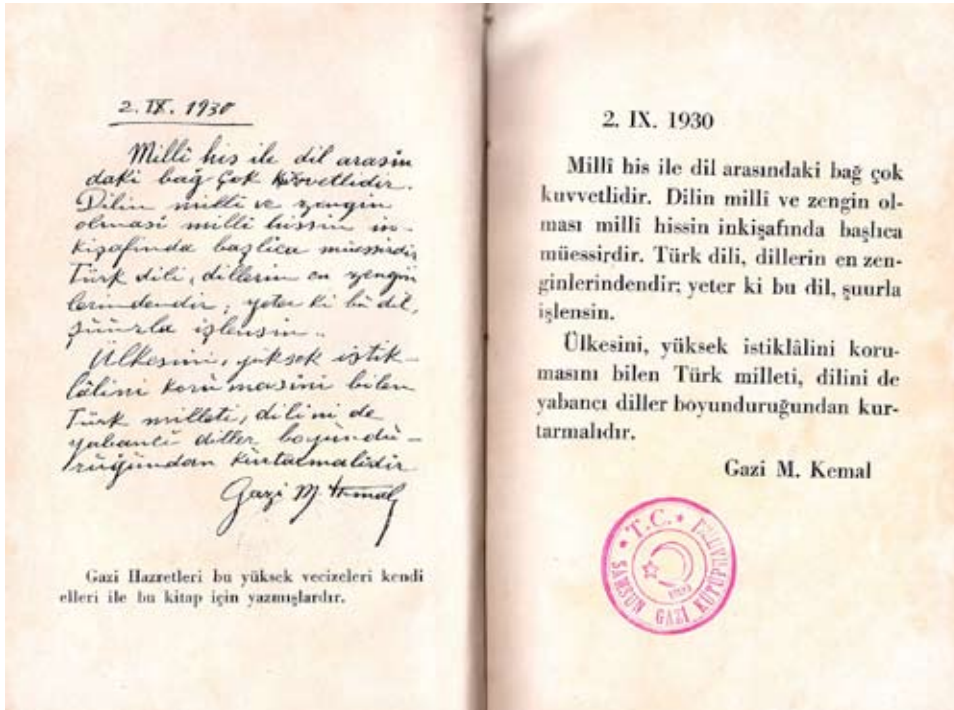 2. IX. 1930
Millî his ile dil arasın
daki bağ çok kuvvetlidir.
Dilin millî ve zengin
olması millî hissin in-
kişafında başlıca müessirdir.
Türk dili, dillerin en zengin
lerindendir; yeter ki bu dil,
şuurla işlensin..
Ülkesini, yüksek istik-
lâlini korumasını bilen
Türk milleti, dilini de
yabancı diller boyundu-
ruğundan kurtarmalıdır
Gazi M Kemal
Gazi Hazretleri bu yüksek vecizeleri kendi
elleri ile bu kitap için yazmışlardır.
2. IX. 1930
Millî his ile dil arasındaki bağ çok
kuvvetlidir. Dilin millî ve zengin ol-
ması millî hissin inkişafında başlıca
müessirdir. Türk dili, dillerin en zen-
ginlerindendir; yeter ki bu dil, şuurla
işlensin.
Ülkesini, yüksek istiklâlini koru-
masını bilen Türk milleti, dilini de
yabancı diller boyunduruğundan kur-
tarmalıdır.
Gazi M. Kemal
T.C.
SAMSUN GAZİ KÜTÜPHANESİ